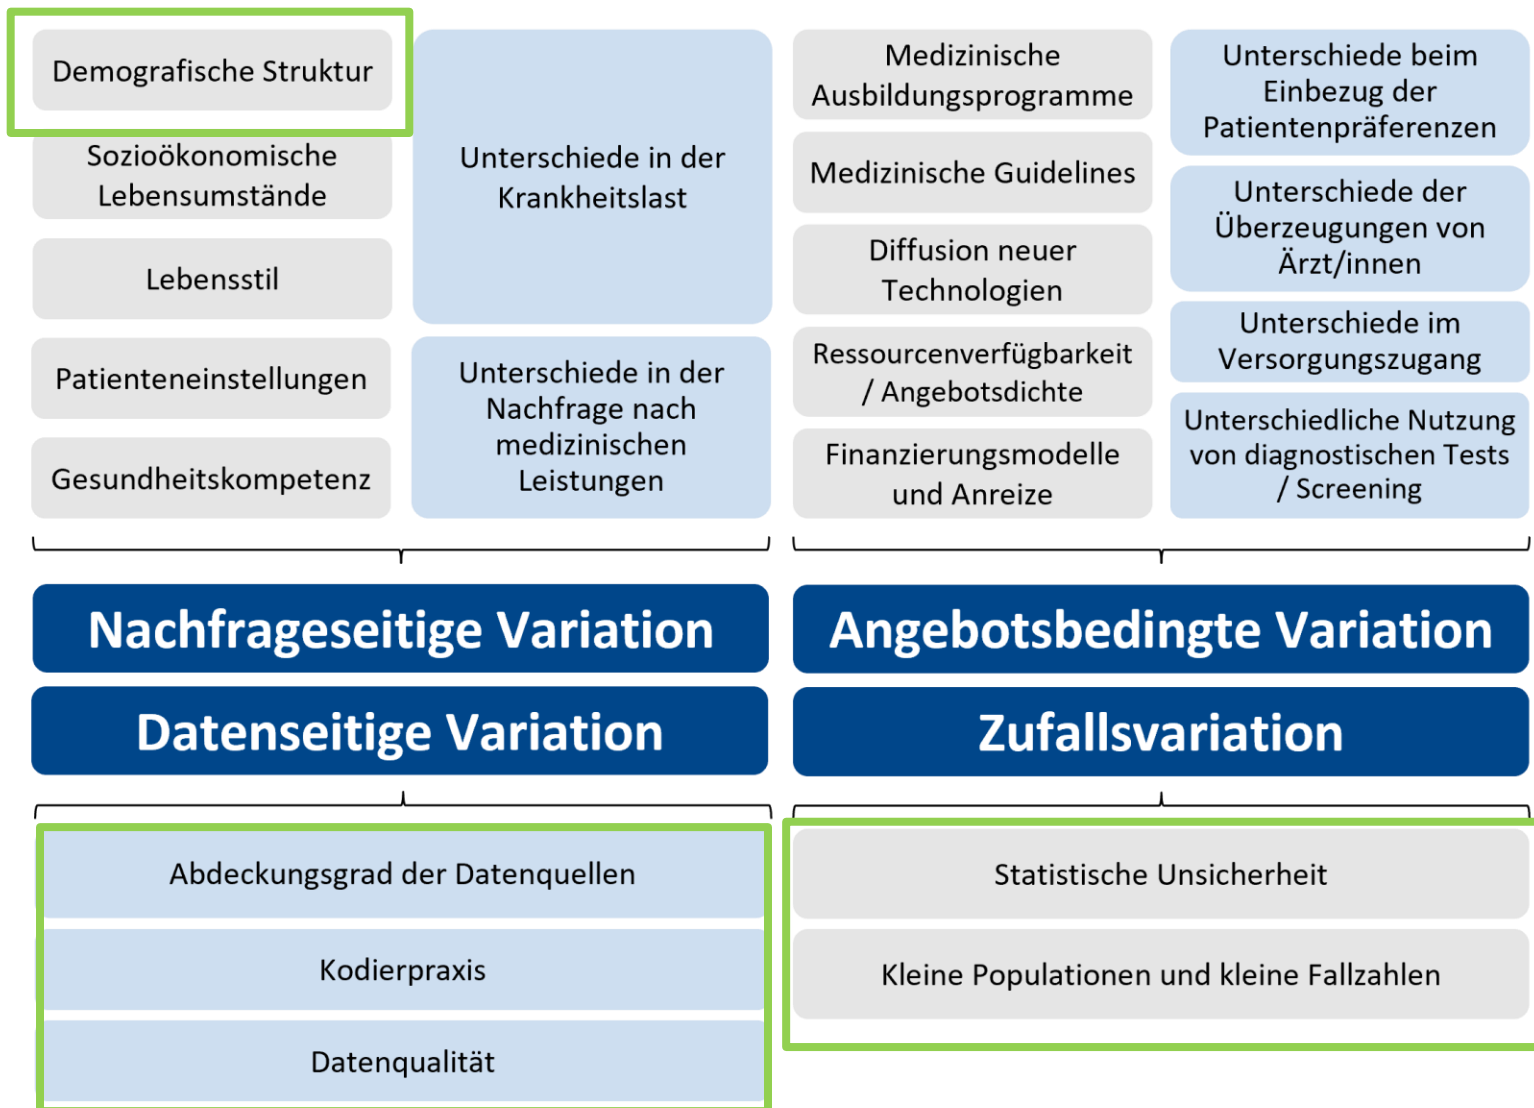 Demografische Struktur
Sozioökonomische
Lebensumstände
Lebensstil
Patienteneinstellungen
Gesundheitskompetenz
Unterschiede in der
Krankheitslast
Unterschiede in der
Nachfrage nach
medizinischen
Leistungen
Medizinische
Ausbildungsprogramme
Medizinische Guidelines
Diffusion neuer
Technologien
Ressourcenverfügbarkeit
/ Angebotsdichte
Finanzierungsmodelle
und Anreize
Unterschiede beim
Einbezug der
Patientenpräferenzen
Unterschiede der
Überzeugungen von
Ärzt/innen
Unterschiede im
Versorgungszugang
Unterschiedliche Nutzung
von diagnostischen Tests
/ Screening
Nachfrageseitige Variation
Angebotsbedingte Variation
Datenseitige Variation
Zufallsvariation
Abdeckungsgrad der Datenquellen
Kodierpraxis
Datenqualität
Statistische Unsicherheit
Kleine Populationen und kleine Fallzahlen